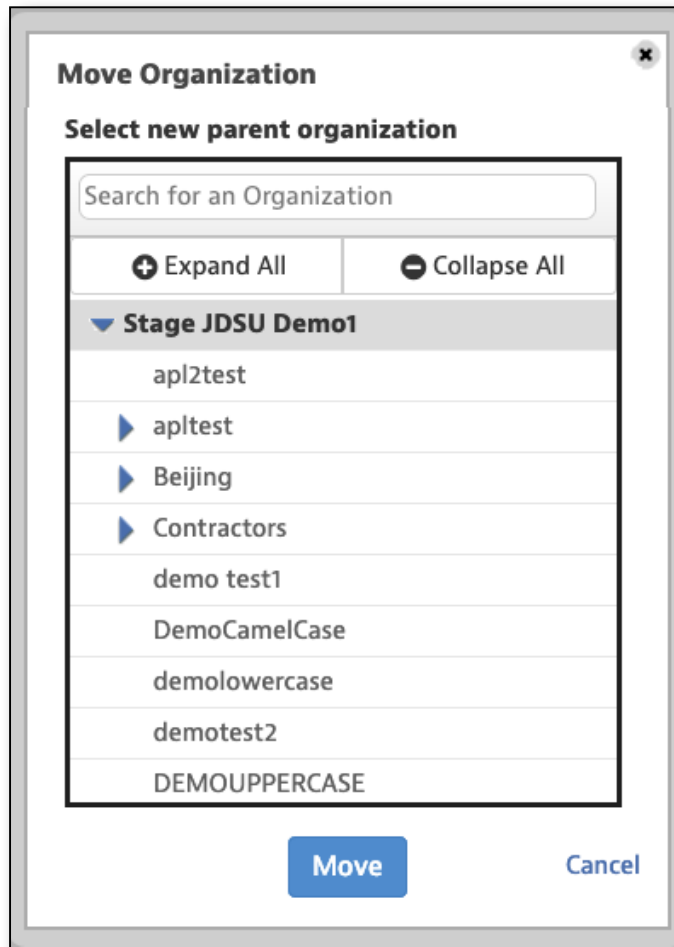 Move Organization
Select new parent organization
Search for an Organization
Expand All
Collapse All
Stage JDSU Demo1
apl2test
apltest
Beijing
Contractors
demo test1
DemoCamelCase
demolowercase
demotest2
DEMOUPPERCASE
Move
Cancel